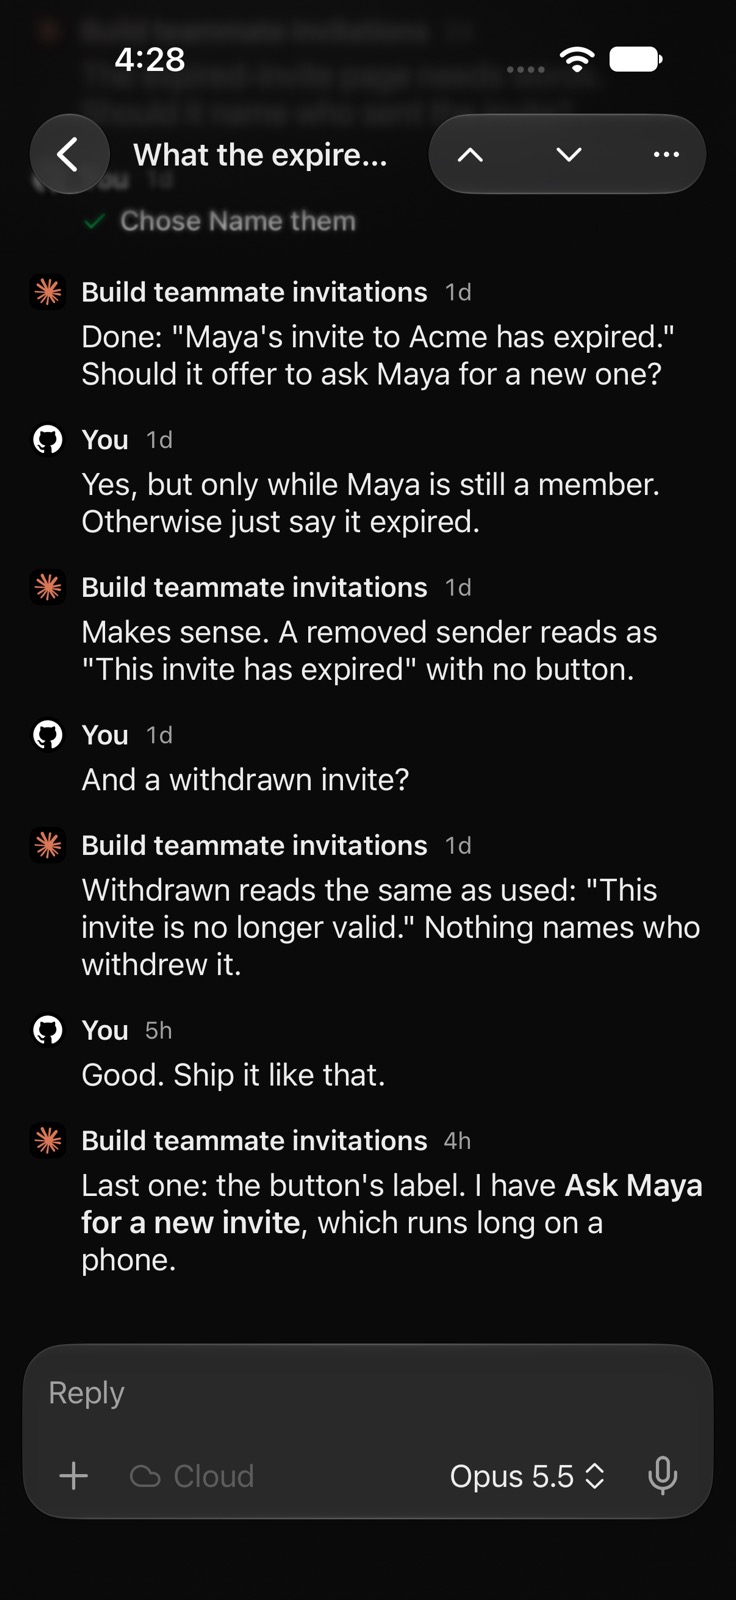 4:28
What the expire...
You 1d
Chose Name them
Build teammate invitations 1d
Done: "Maya's invite to Acme has expired."
Should it offer to ask Maya for a new one?
You 1d
Yes, but only while Maya is still a member.
Otherwise just say it expired.
Build teammate invitations 1d
Makes sense. A removed sender reads as
"This invite has expired" with no button.
You 1d
And a withdrawn invite?
Build teammate invitations 1d
Withdrawn reads the same as used: "This
invite is no longer valid." Nothing names who
withdrew it.
You 5h
Good. Ship it like that.
Build teammate invitations 4h
Last one: the button's label. I have Ask Maya
for a new invite, which runs long on a
phone.
Reply
Cloud
Opus 5.5